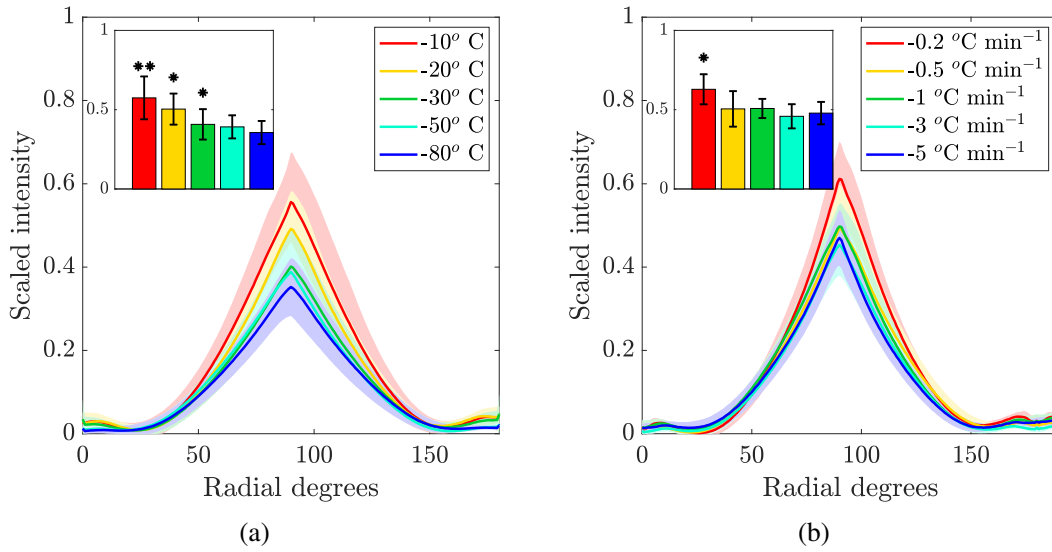 1
0.8
0.6
0.4
0.2
0
0
50
100
150
Scaled intensity
Radial degrees
1
0.5
0
**
*
*
-10° C
-20° C
-30° C
-50° C
-80° C
(a)
1
0.8
0.6
0.4
0.2
0
0
50
100
150
Scaled intensity
Radial degrees
1
0.5
0
*
-0.2 °C min⁻¹
-0.5 °C min⁻¹
-1 °C min⁻¹
-3 °C min⁻¹
-5 °C min⁻¹
(b)